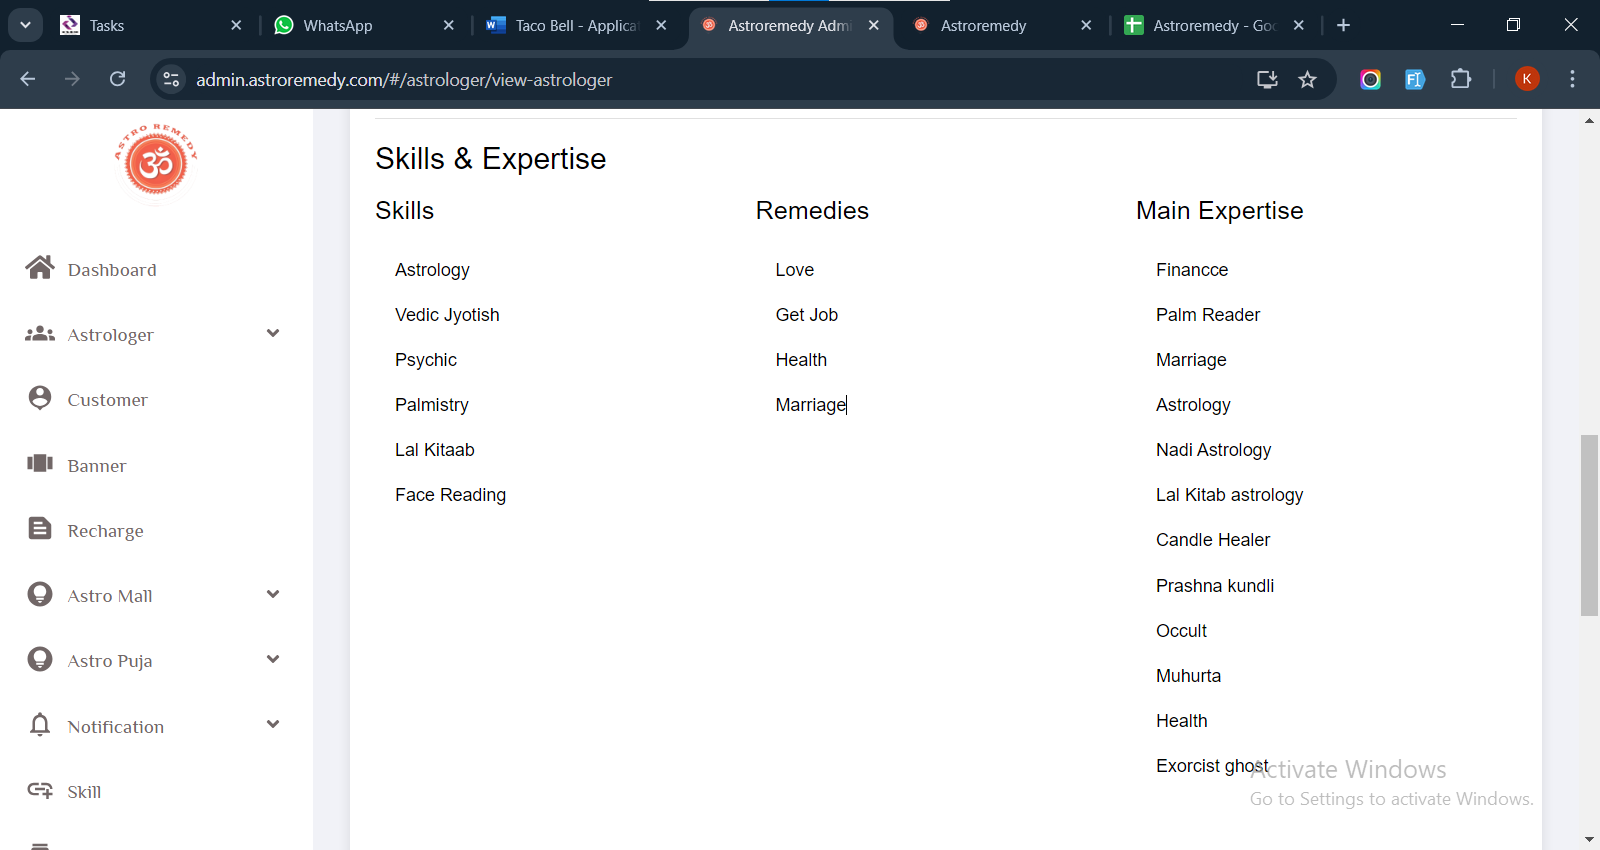 Tasks
WhatsApp
Taco Bell - Applica
Astroremedy Adm
Astroremedy
Astroremedy - Goo
admin.astroremedy.com/#/astrologer/view-astrologer
K
ASTRO REMEDY
ॐ
Dashboard
Astrologer
Customer
Banner
Recharge
Astro Mall
Astro Puja
Notification
Skill
Skills & Expertise
Skills
Astrology
Vedic Jyotish
Psychic
Palmistry
Lal Kitaab
Face Reading
Remedies
Love
Get Job
Health
Marriage
Main Expertise
Financce
Palm Reader
Marriage
Astrology
Nadi Astrology
Lal Kitab astrology
Candle Healer
Prashna kundli
Occult
Muhurta
Health
Exorcist ghost
Activate Windows
Go to Settings to activate Windows.